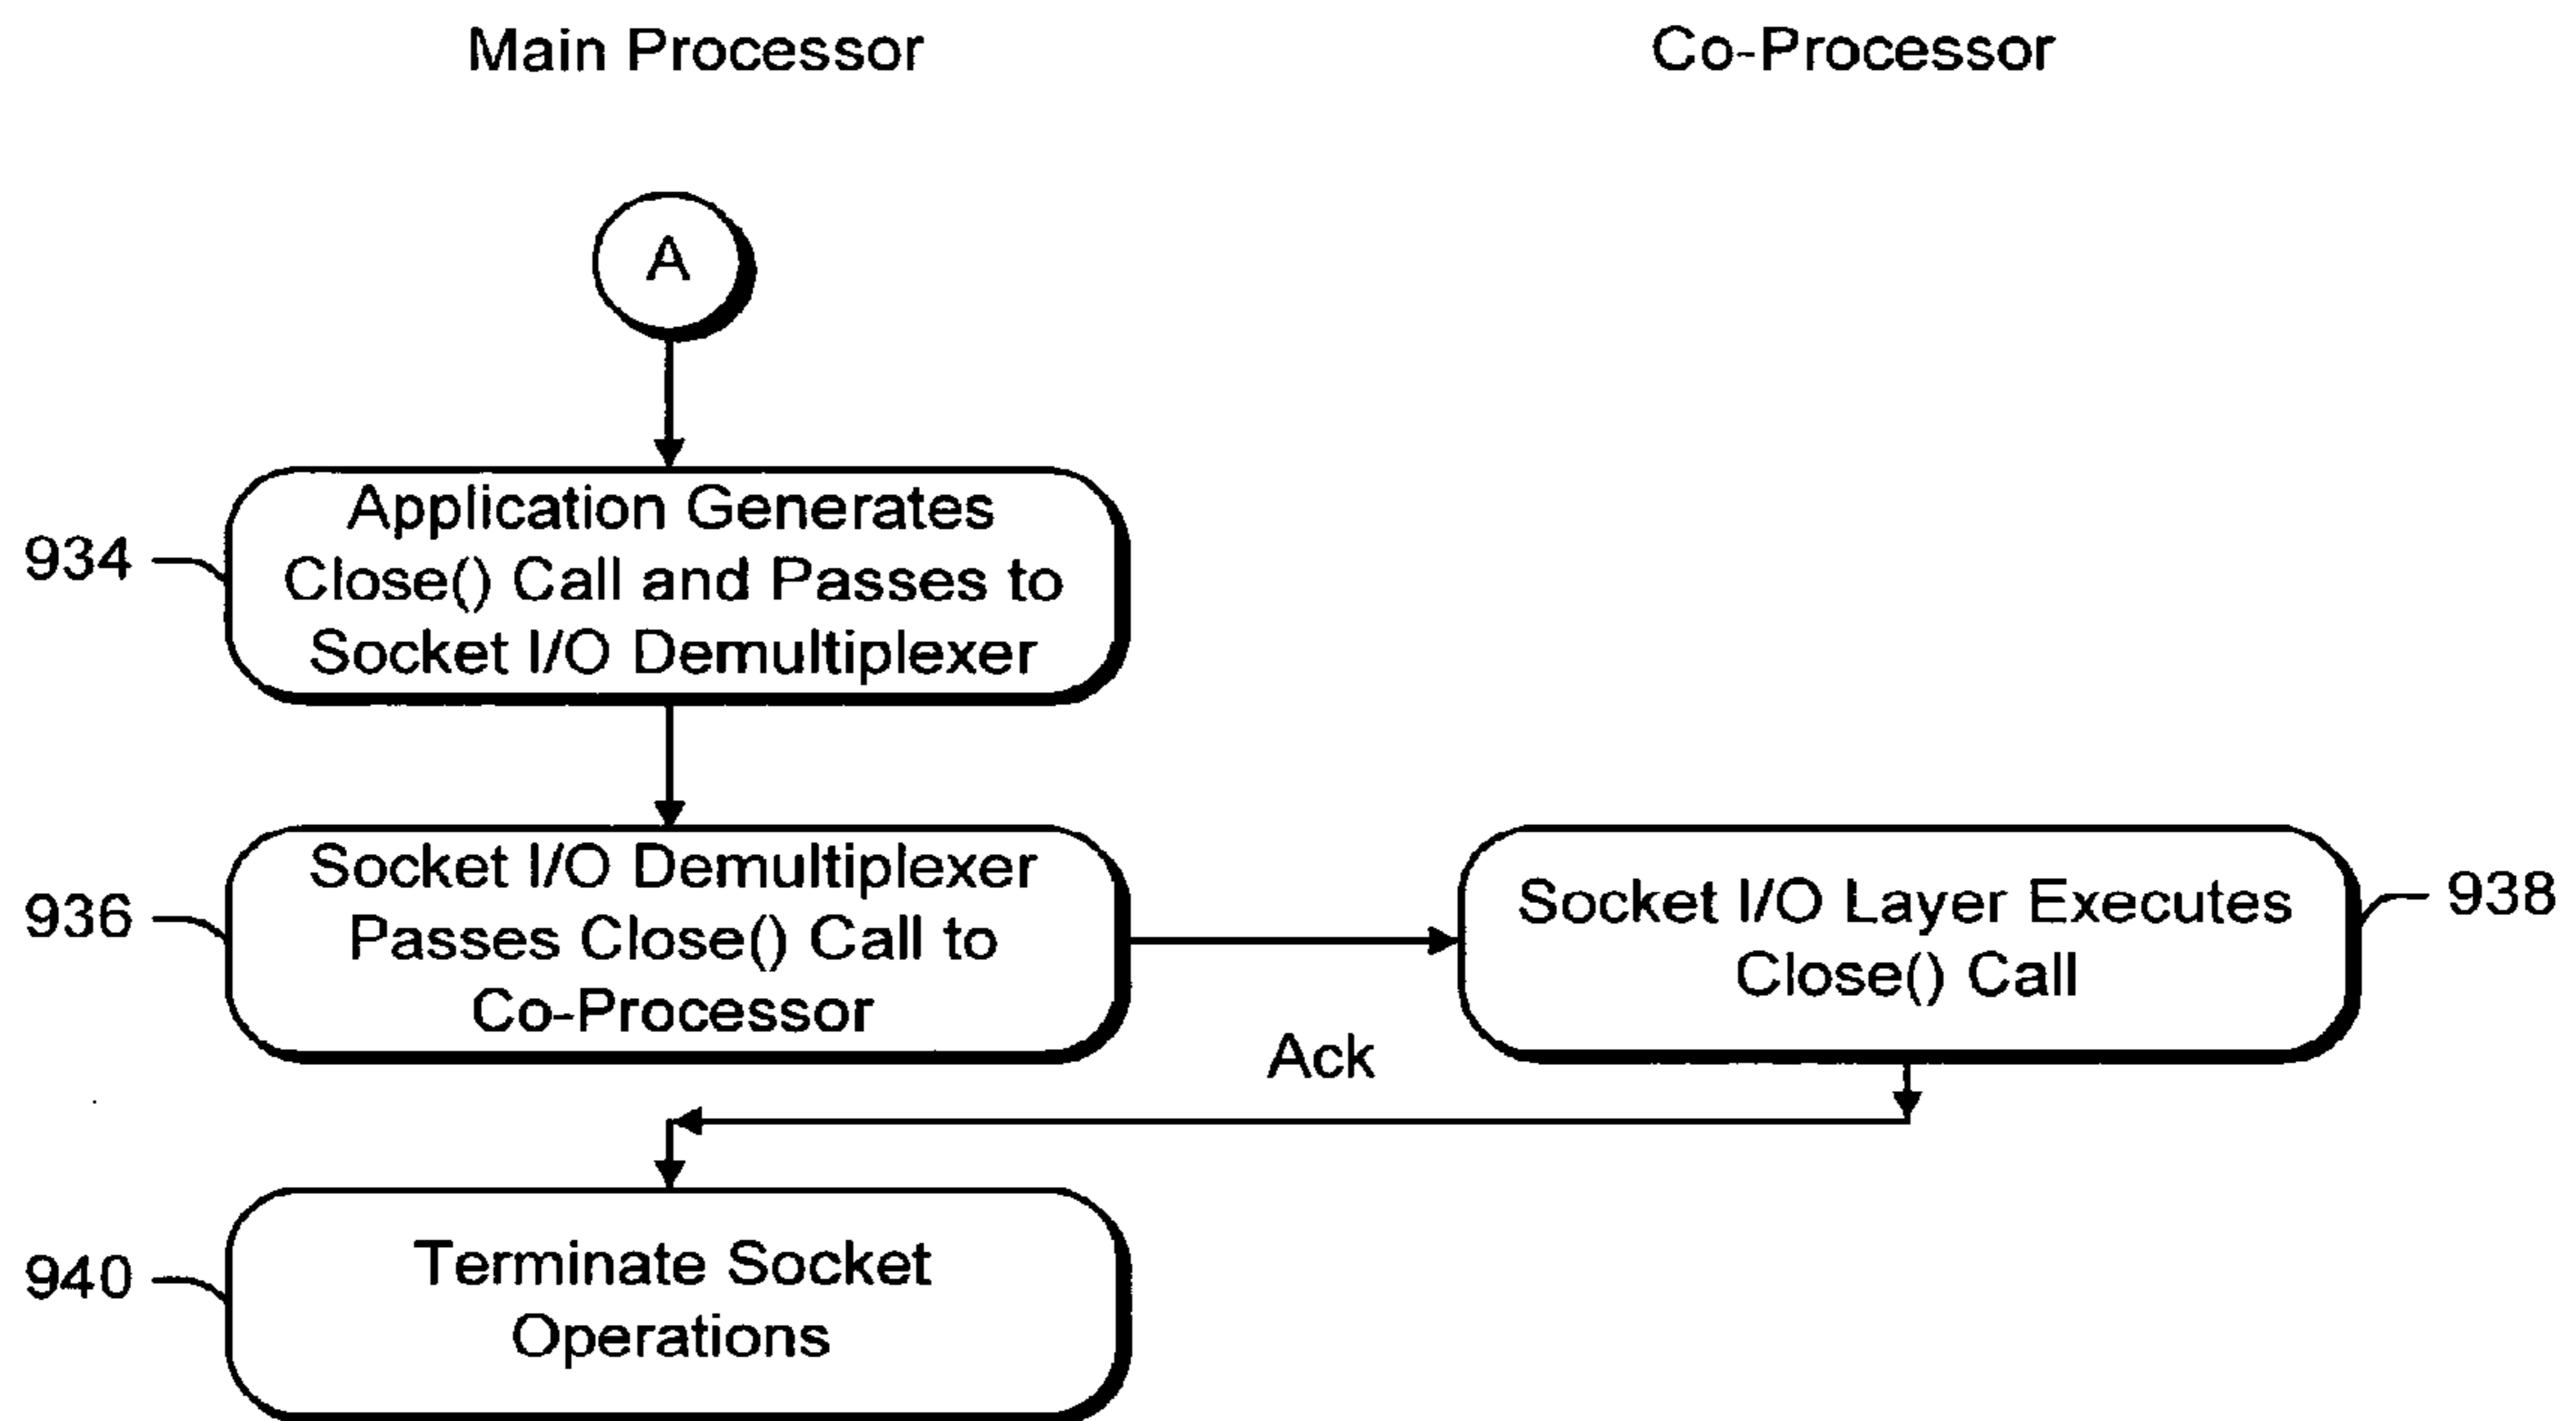 Main Processor
Co-Processor
A
934
Application Generates
Close() Call and Passes to
Socket I/O Demultiplexer
936
Socket I/O Demultiplexer
Passes Close() Call to
Co-Processor
Socket I/O Layer Executes
Close() Call
938
Ack
940
Terminate Socket
Operations